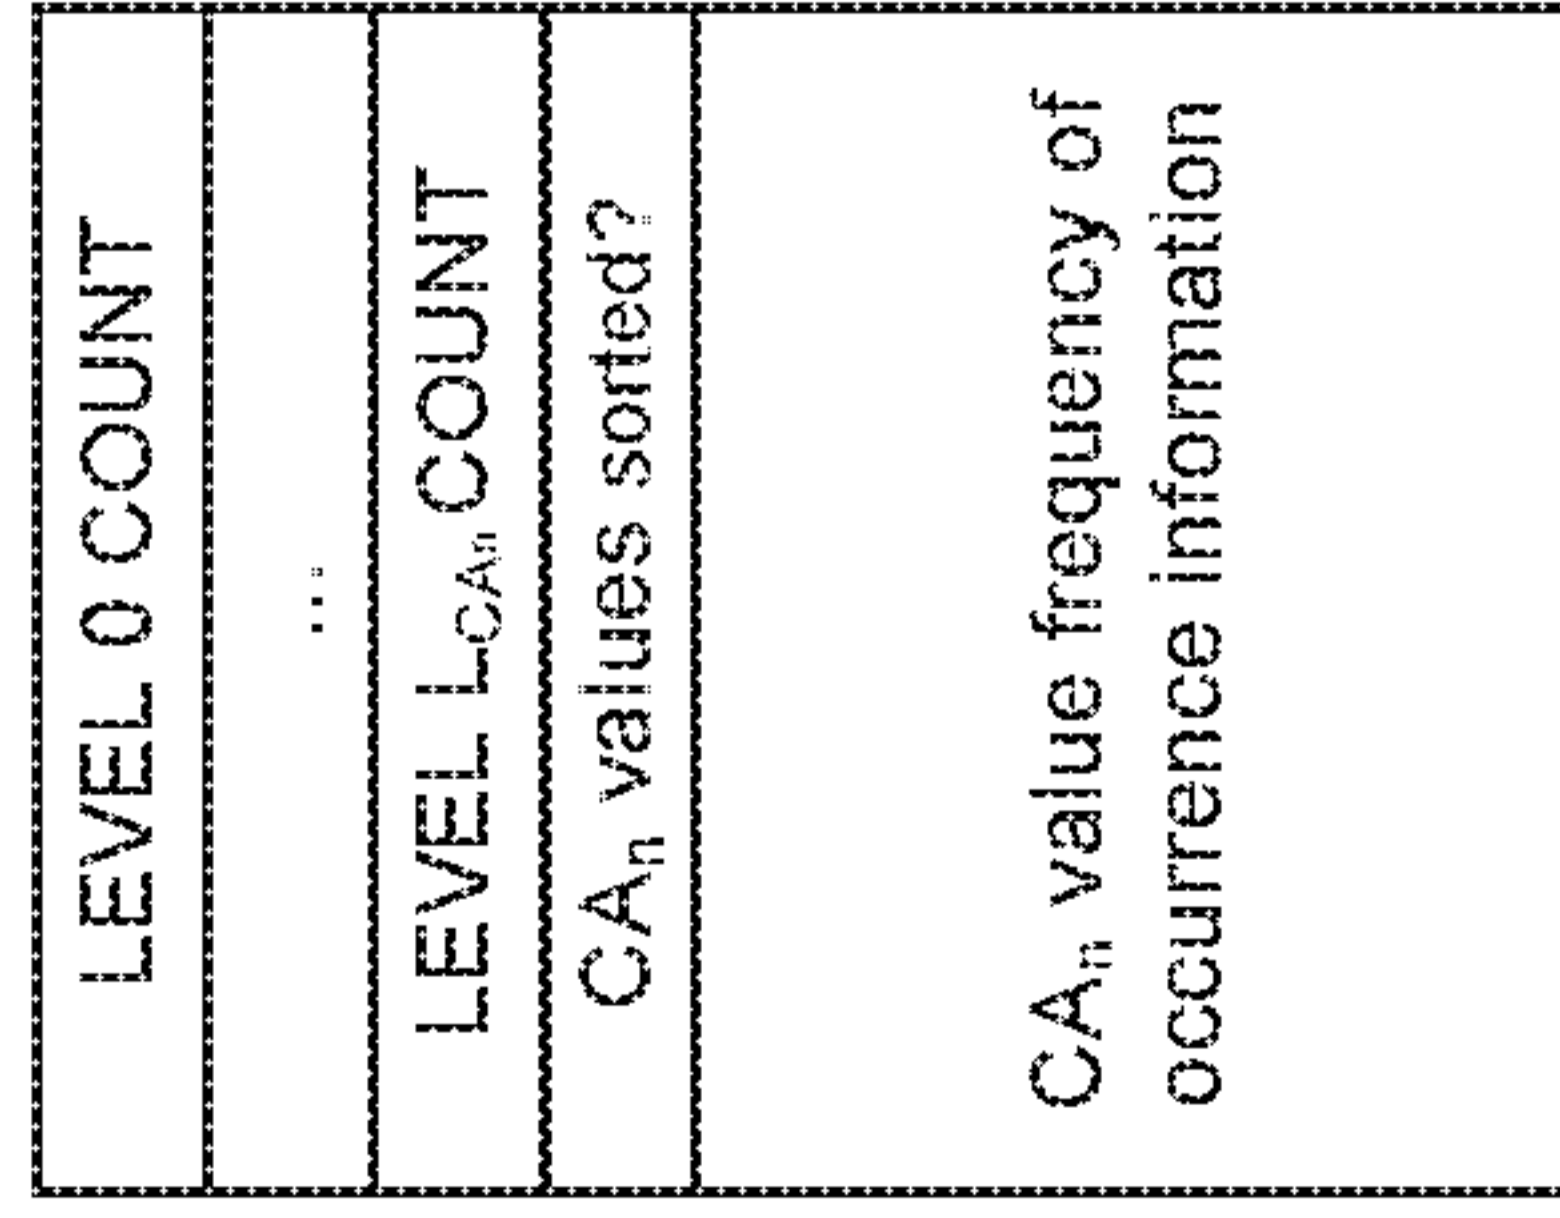 LEVEL 0 COUNT
...
LEVEL L_CAn COUNT
CAn values sorted?
CAn value frequency of
occurrence information